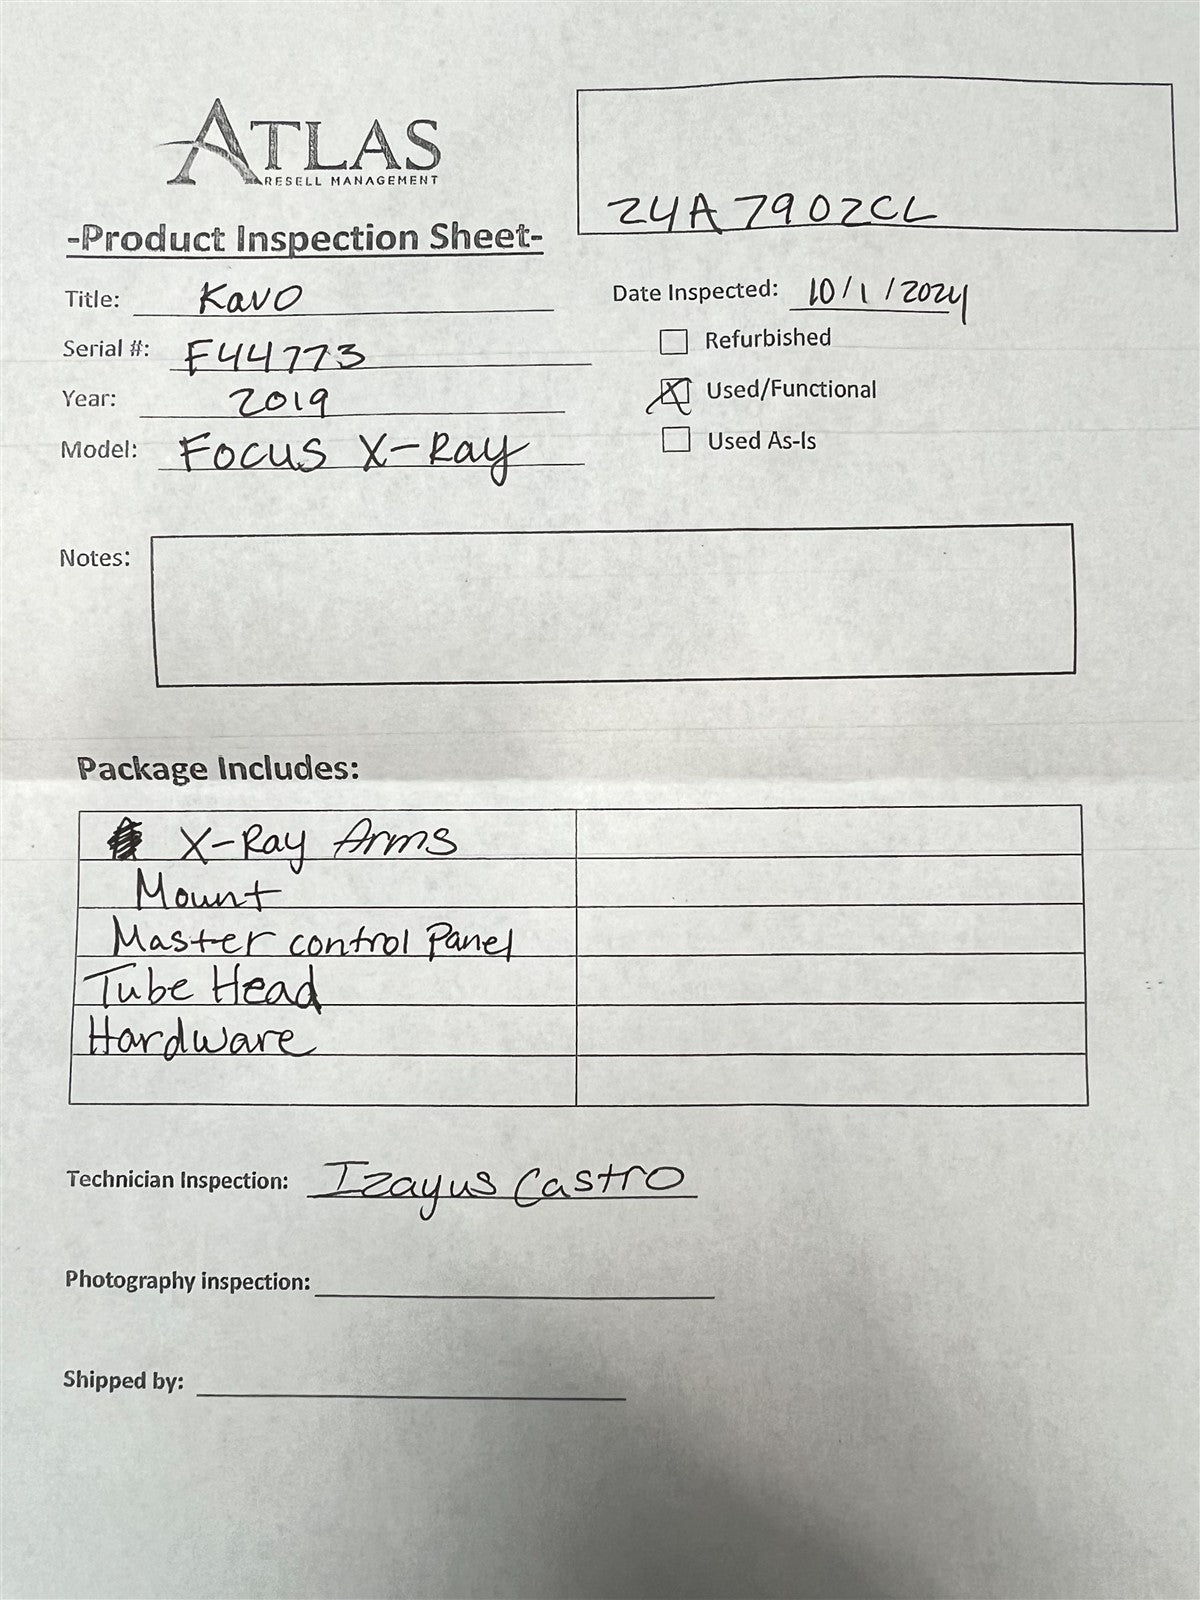 ATLAS
RESELL MANAGEMENT
24A7902CL
-Product Inspection Sheet-
Title: KavO
Date Inspected: 10/1/2024
Serial #: F44773
Refurbished
Year: 2019
Used/Functional
Model: Focus X-Ray
Used As-Is
Notes:
Package Includes:
X-Ray Arms
Mount
Master control Panel
Tube Head
Hardware
Technician Inspection: Izayus Castro
Photography inspection:
Shipped by: